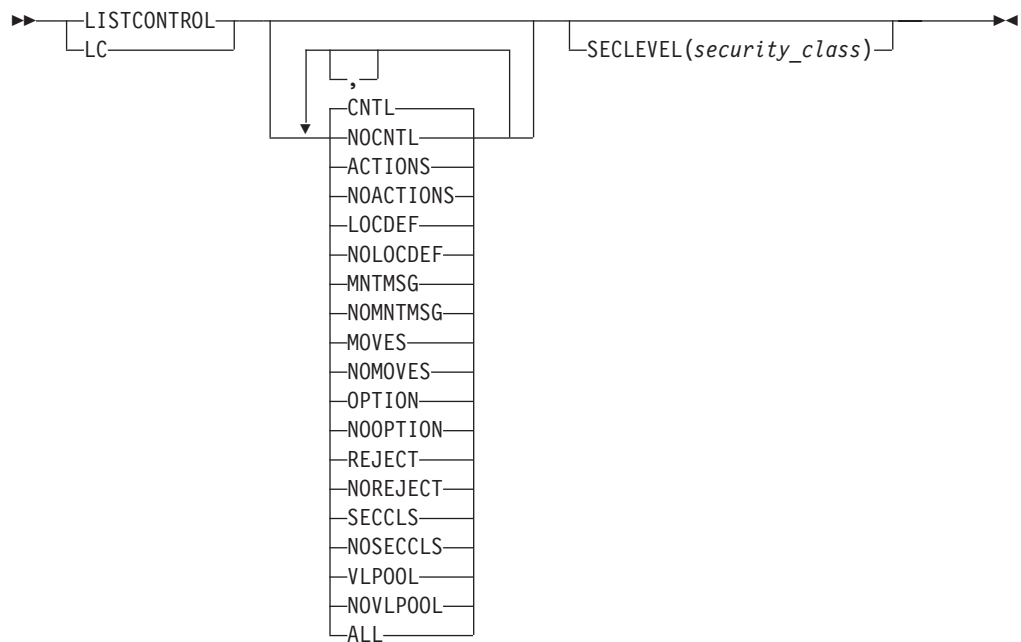 LISTCONTROL
LC
SECLEVEL(security_class)
,
CNTL
NOCNTL
ACTIONS
NOACTIONS
LOCDEF
NOLOCDEF
MNTMSG
NOMNTMSG
MOVES
NOMOVES
OPTION
NOOPTION
REJECT
NOREJECT
SECCLS
NOSECCLS
VLPOOL
NOVLPOOL
ALL